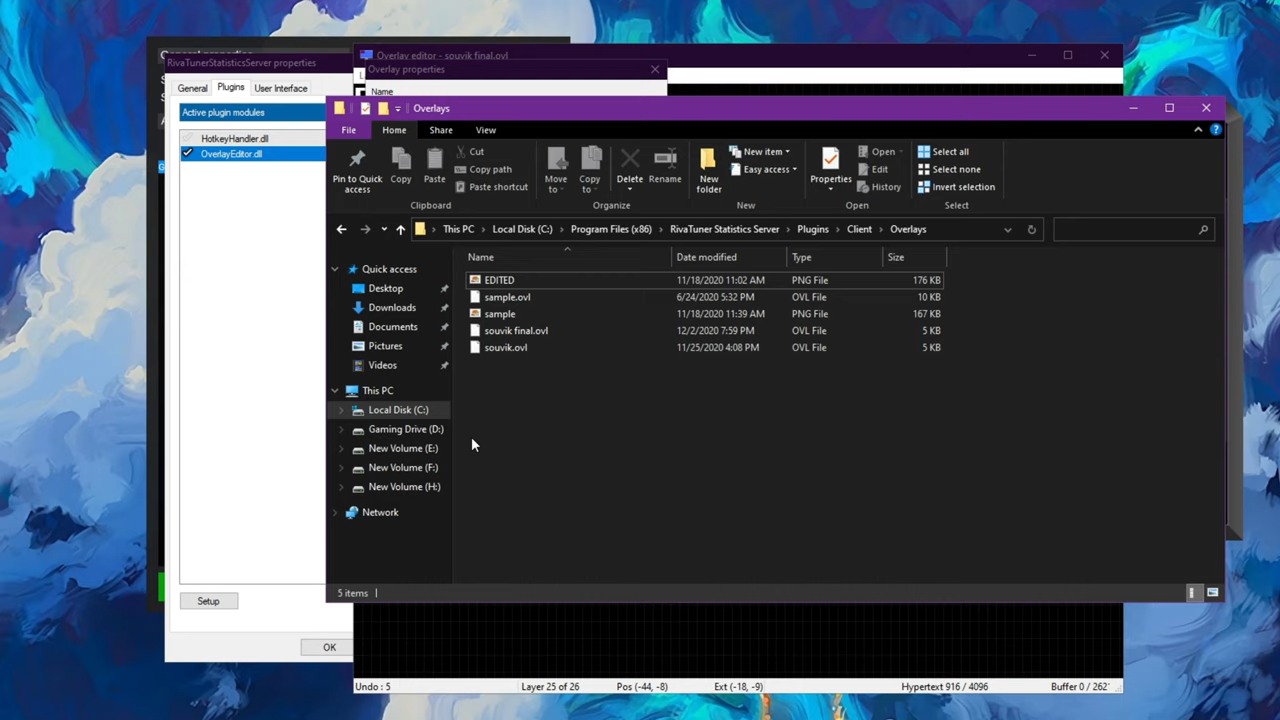 General properties
Overlay editor - souvik final.ovl
RivaTunerStatisticsServer properties
Overlay properties
General
Plugins
User Interface
Name
Active plugin modules
HotkeyHandler.dll
OverlayEditor.dll
Setup
OK
Overlays
File
Home
Share
View
Pin to Quick access
Copy
Paste
Cut
Copy path
Paste shortcut
Clipboard
Move to
Copy to
Delete
Rename
Organize
New folder
New item
Easy access
New
Properties
Open
Edit
History
Open
Select all
Select none
Invert selection
Select
This PC > Local Disk (C:) > Program Files (x86) > RivaTuner Statistics Server > Plugins > Client > Overlays
Name Date modified Type Size
EDITED 11/18/2020 11:02 AM PNG File 176 KB
sample.ovl 6/24/2020 5:32 PM OVL File 10 KB
sample 11/18/2020 11:39 AM PNG File 167 KB
souvik final.ovl 12/2/2020 7:59 PM OVL File 5 KB
souvik.ovl 11/25/2020 4:08 PM OVL File 5 KB
Quick access
Desktop
Downloads
Documents
Pictures
Videos
This PC
Local Disk (C:)
Gaming Drive (D:)
New Volume (E:)
New Volume (F:)
New Volume (H:)
Network
5 items
Undo : 5 Layer 25 of 26 Pos (-44, -8) Ext (-18, -9) Hypertext 916 / 4096 Buffer 0 / 262